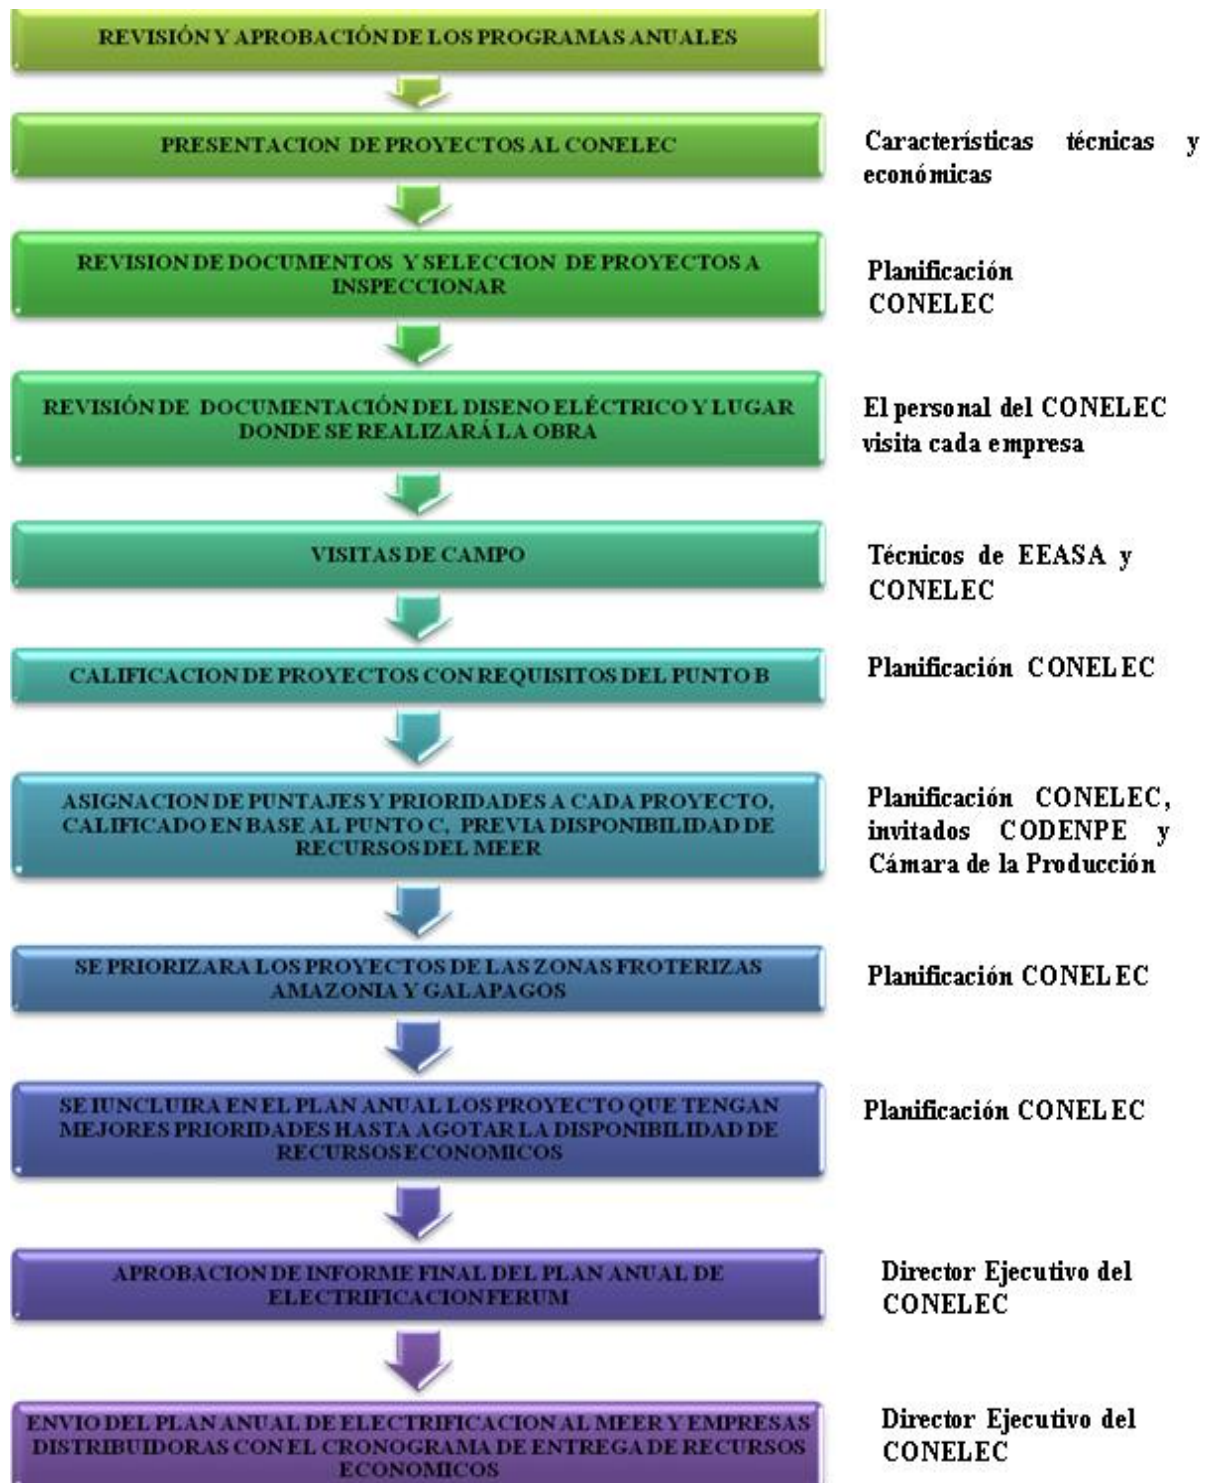 REVISIÓN Y APROBACIÓN DE LOS PROGRAMAS ANUALES
PRESENTACION DE PROYECTOS AL CONELEC
Características técnicas y
económicas
REVISION DE DOCUMENTOS Y SELECCION DE PROYECTOS A
INSPECCIONAR
Planificación
CONELEC
REVISIÓN DE DOCUMENTACIÓN DEL DISENO ELÉCTRICO Y LUGAR
DONDE SE REALIZARÁ LA OBRA
El personal del CONELEC
visita cada empresa
VISITAS DE CAMPO
Técnicos de EEASA y
CONELEC
CALIFICACION DE PROYECTOS CON REQUISITOS DEL PUNTO B
Planificación CONELEC
ASIGNACION DE PUNTAJES Y PRIORIDADES A CADA PROYECTO,
CALIFICADO EN BASE AL PUNTO C, PREVIA DISPONIBILIDAD DE
RECURSOS DEL MEER
Planificación CONELEC,
invitados CODENPE y
Cámara de la Producción
SE PRIORIZARA LOS PROYECTOS DE LAS ZONAS FROTERIZAS
AMAZONIA Y GALAPAGOS
Planificación CONELEC
SE IUNCLUIRA EN EL PLAN ANUAL LOS PROYECTO QUE TENGAN
MEJORES PRIORIDADES HASTA AGOTAR LA DISPONIBILIDAD DE
RECURSOS ECONOMICOS
Planificación CONELEC
APROBACION DE INFORME FINAL DEL PLAN ANUAL DE
ELECTRIFICACION FERUM
Director Ejecutivo del
CONELEC
ENVIO DEL PLAN ANUAL DE ELECTRIFICACION AL MEER Y EMPRESAS
DISTRIBUIDORAS CON EL CRONOGRAMA DE ENTREGA DE RECURSOS
ECONOMICOS
Director Ejecutivo del
CONELEC